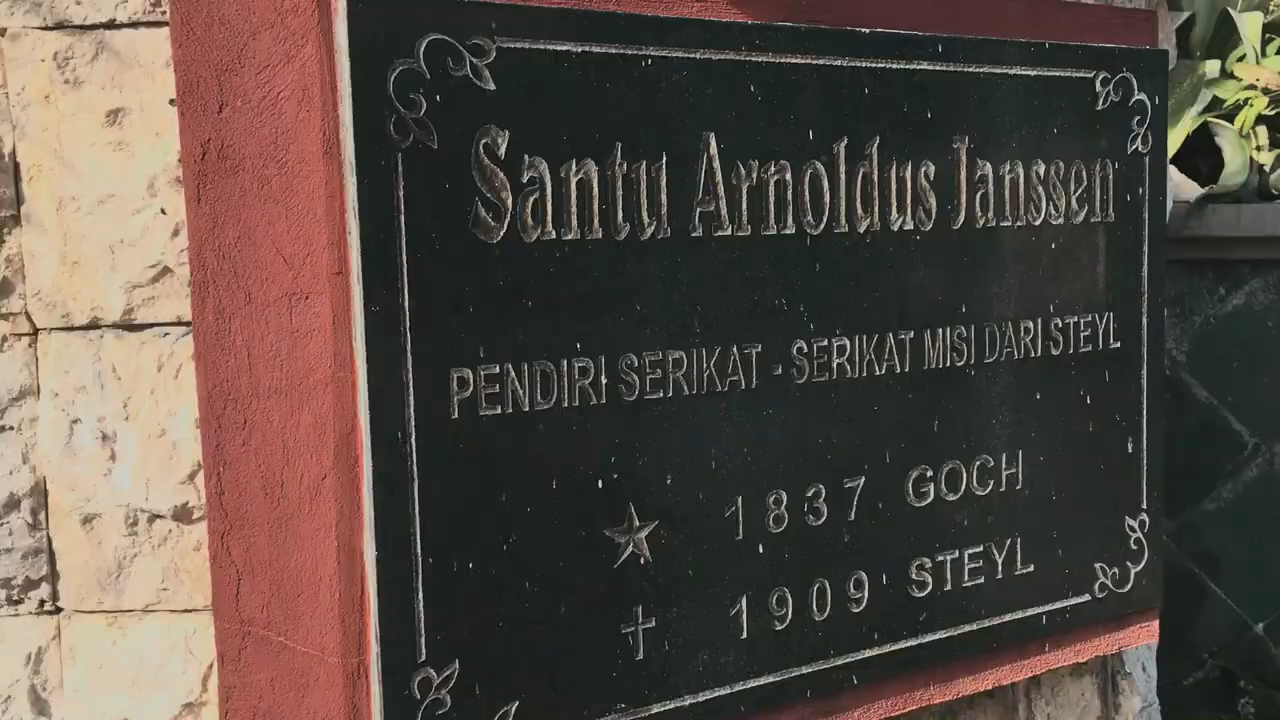 Santu Arnoldus Janssen
PENDIRI SERIKAT - SERIKAT MISI DARI STEYL
1837 GOCH
1909 STEYL